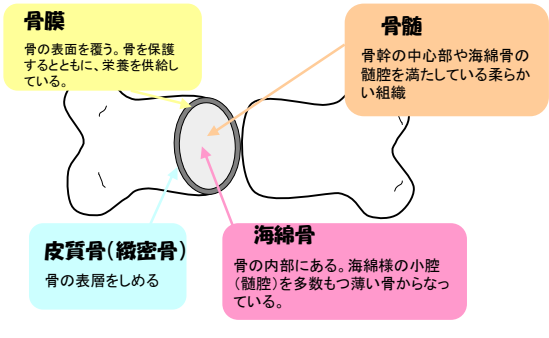 骨膜
骨の表面を覆う。骨を保護
するとともに、栄養を供給し
ている。
骨髄
骨幹の中心部や海綿骨の
髄腔を満たしている柔らか
い組織
皮質骨(緻密骨)
骨の表層をしめる
海綿骨
骨の内部にある。海綿様の小腔
(髄腔)を多数もつ薄い骨からなっ
ている。